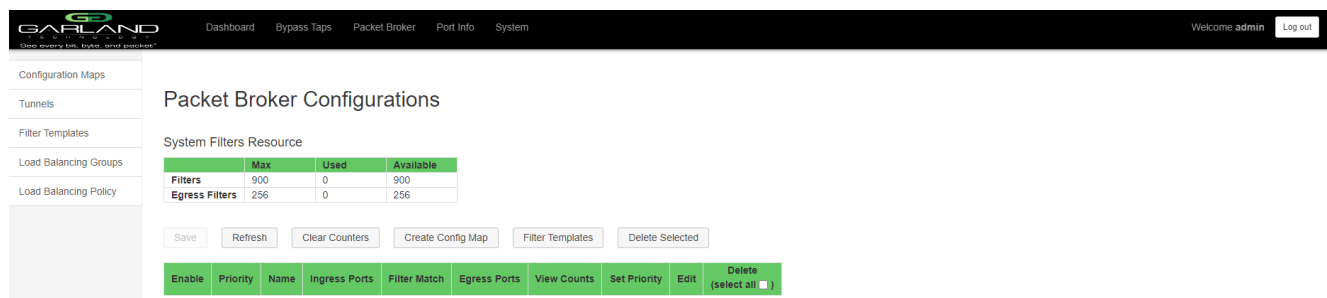 GARLAND
TECHNOLOGY
See every bit, byte, and packet®
Dashboard Bypass Taps Packet Broker Port Info System
Welcome admin Log out
Configuration Maps
Tunnels
Filter Templates
Load Balancing Groups
Load Balancing Policy
Packet Broker Configurations
System Filters Resource
Max Used Available
Filters 900 0 900
Egress Filters 256 0 256
Save Refresh Clear Counters Create Config Map Filter Templates Delete Selected
Enable Priority Name Ingress Ports Filter Match Egress Ports View Counts Set Priority Edit Delete
(select all )